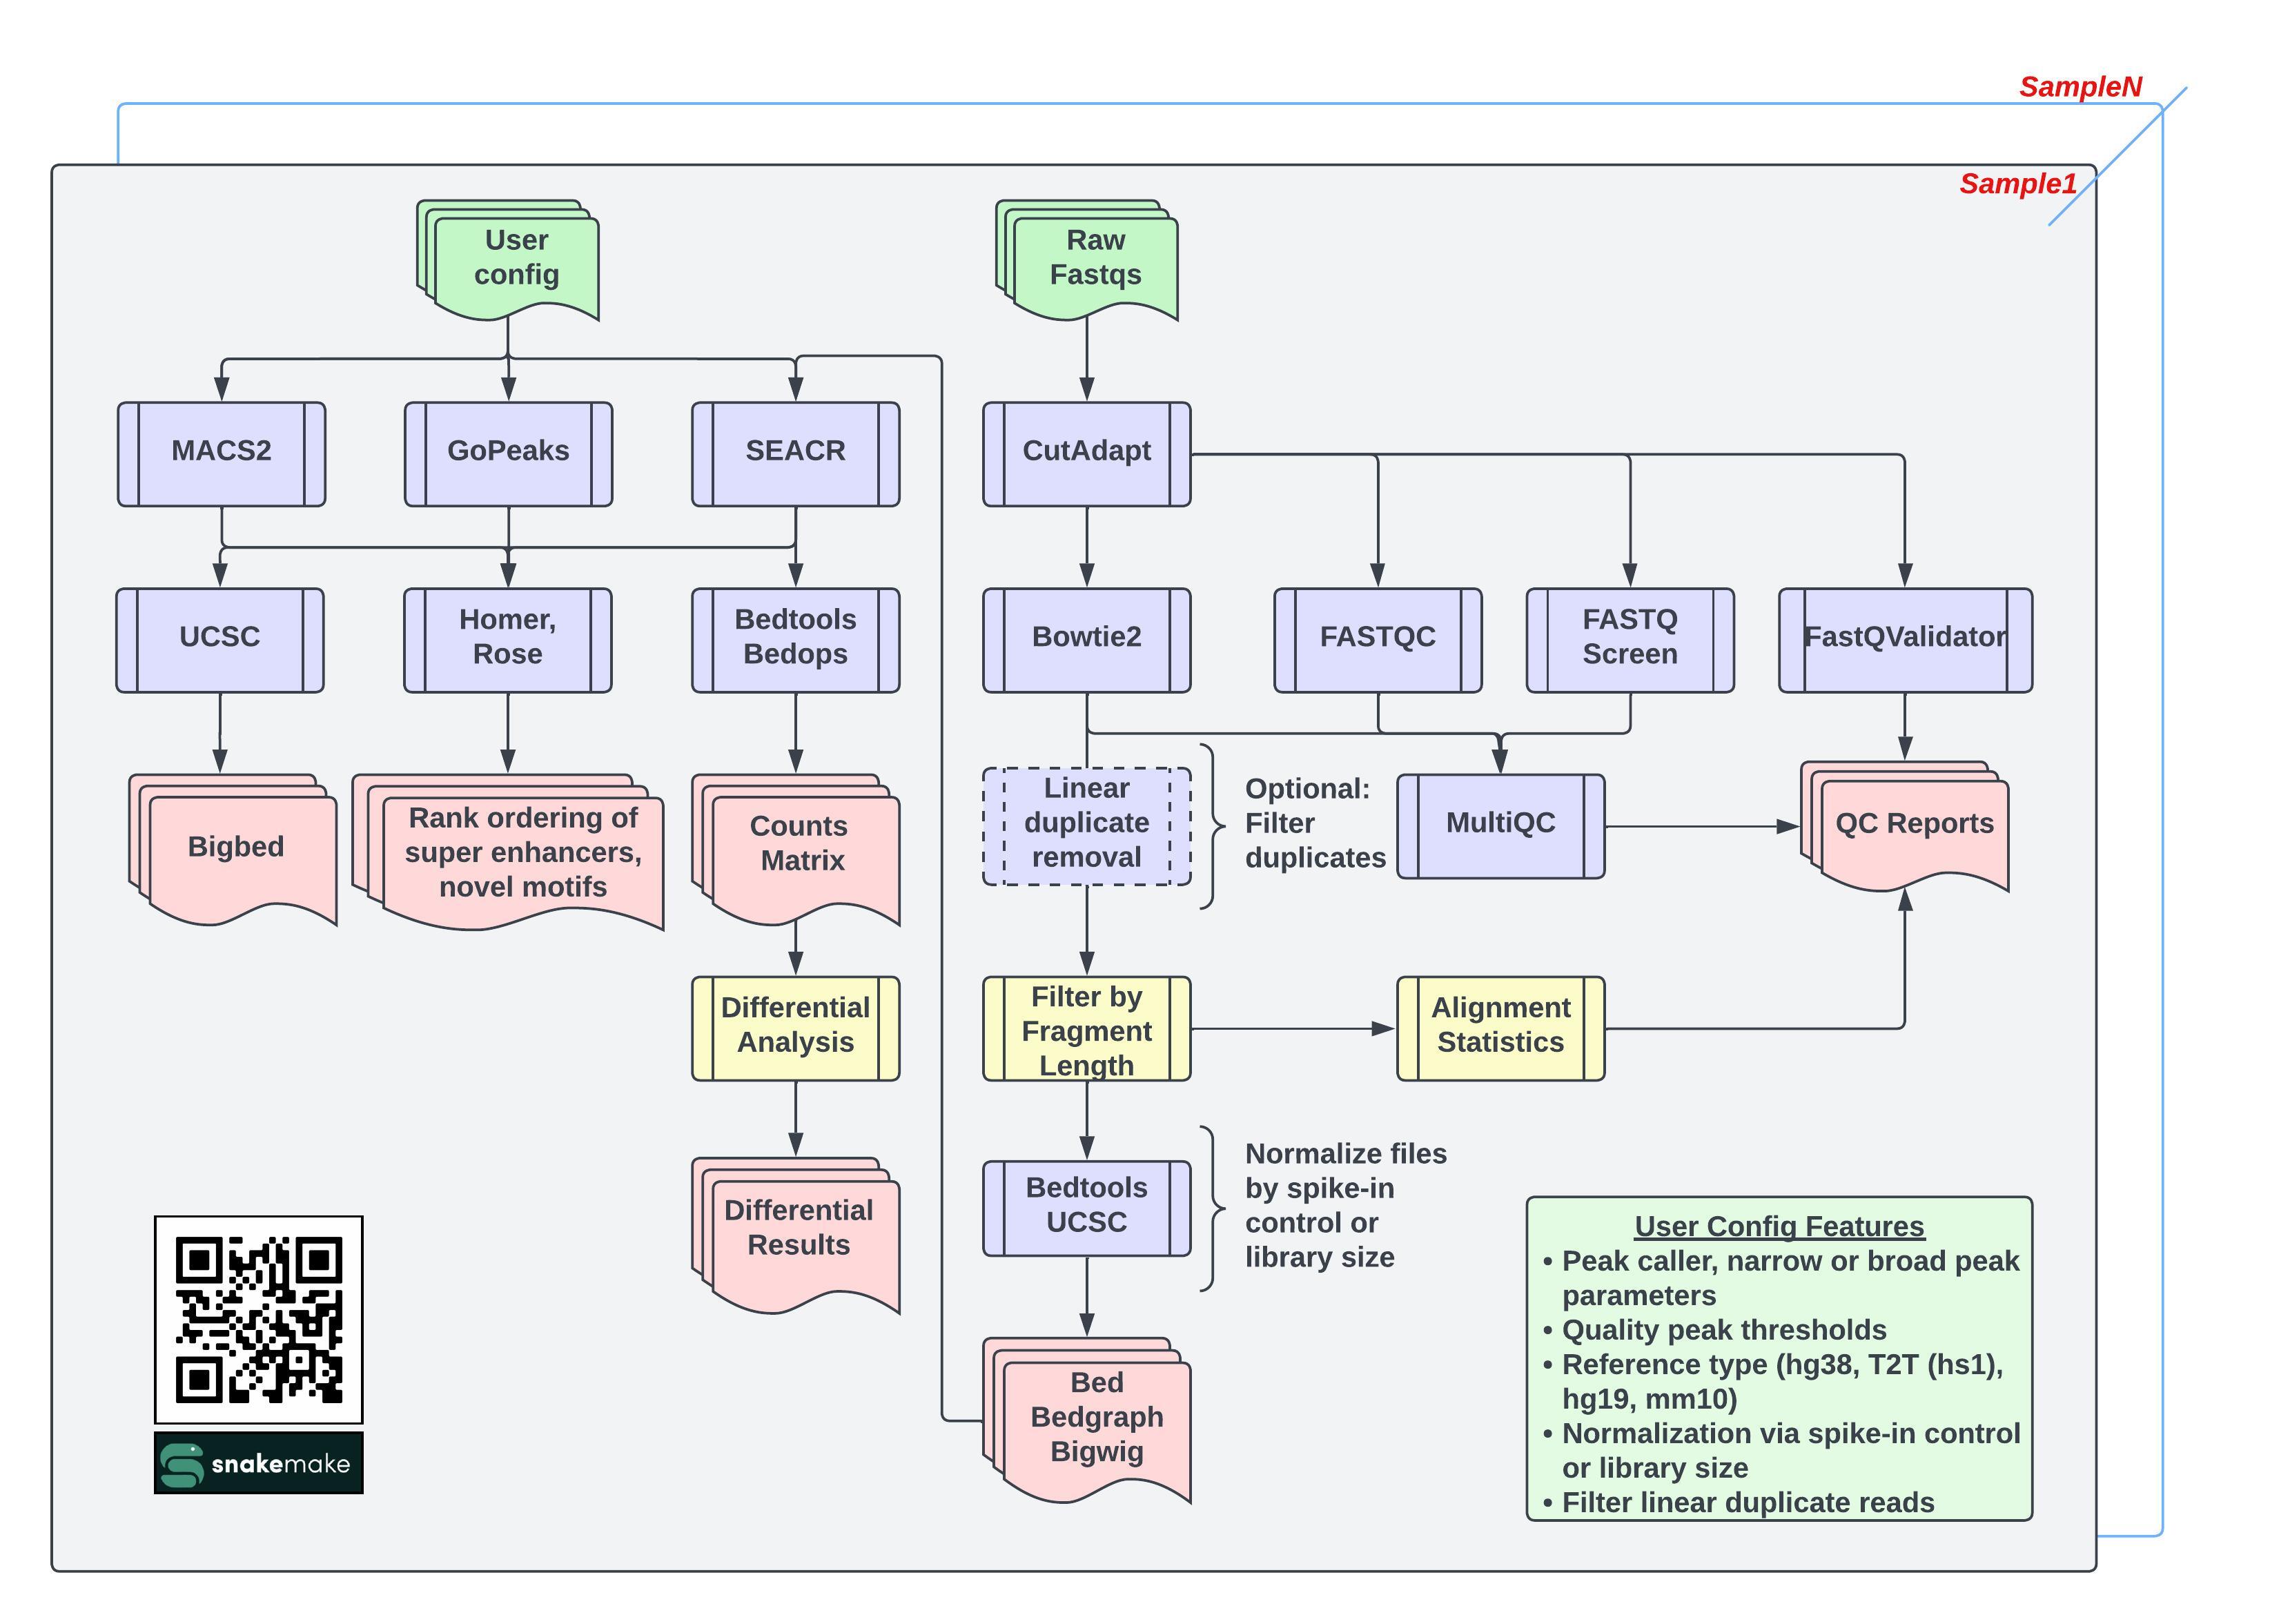 SampleN
Sample1
User
config
Raw
Fastqs
MACS2
GoPeaks
SEACR
CutAdapt
UCSC
Homer,
Rose
Bedtools
Bedops
Bowtie2
FASTQC
FASTQ
Screen
FastQValidator
Bigbed
Rank ordering of
super enhancers,
novel motifs
Counts
Matrix
Linear
duplicate
removal
Optional:
Filter
duplicates
MultiQC
QC Reports
Differential
Analysis
Filter by
Fragment
Length
Alignment
Statistics
Differential
Results
Bedtools
UCSC
Normalize files
by spike-in
control or
library size
Bed
Bedgraph
Bigwig
User Config Features
• Peak caller, narrow or broad peak
parameters
• Quality peak thresholds
• Reference type (hg38, T2T (hs1),
hg19, mm10)
• Normalization via spike-in control
or library size
• Filter linear duplicate reads
snakemake